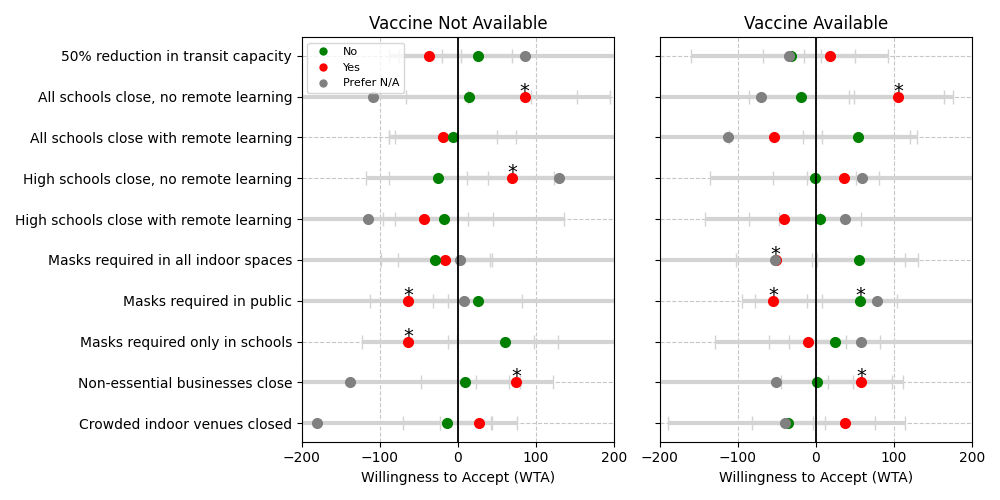 Vaccine Not Available
Vaccine Available
No
Yes
Prefer N/A
50% reduction in transit capacity
All schools close, no remote learning
All schools close with remote learning
High schools close, no remote learning
High schools close with remote learning
Masks required in all indoor spaces
Masks required in public
Masks required only in schools
Non-essential businesses close
Crowded indoor venues closed
*
*
*
*
*
*
*
*
*
*
−200 −100 0 100 200
−200 −100 0 100 200
Willingness to Accept (WTA)
Willingness to Accept (WTA)